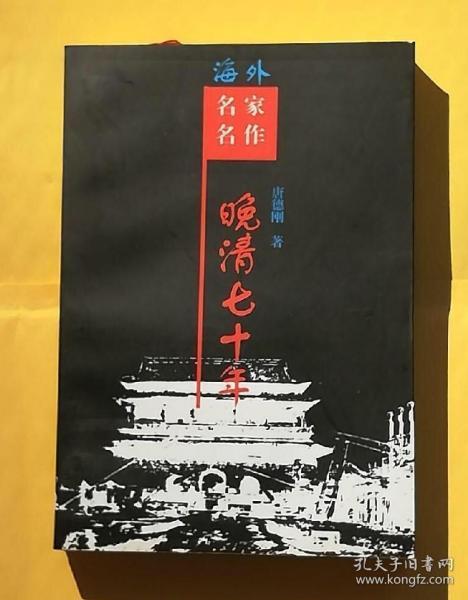 海外
名家
名作
唐德刚 著
晚清七十年
孔夫子旧书网
www.kongfz.com